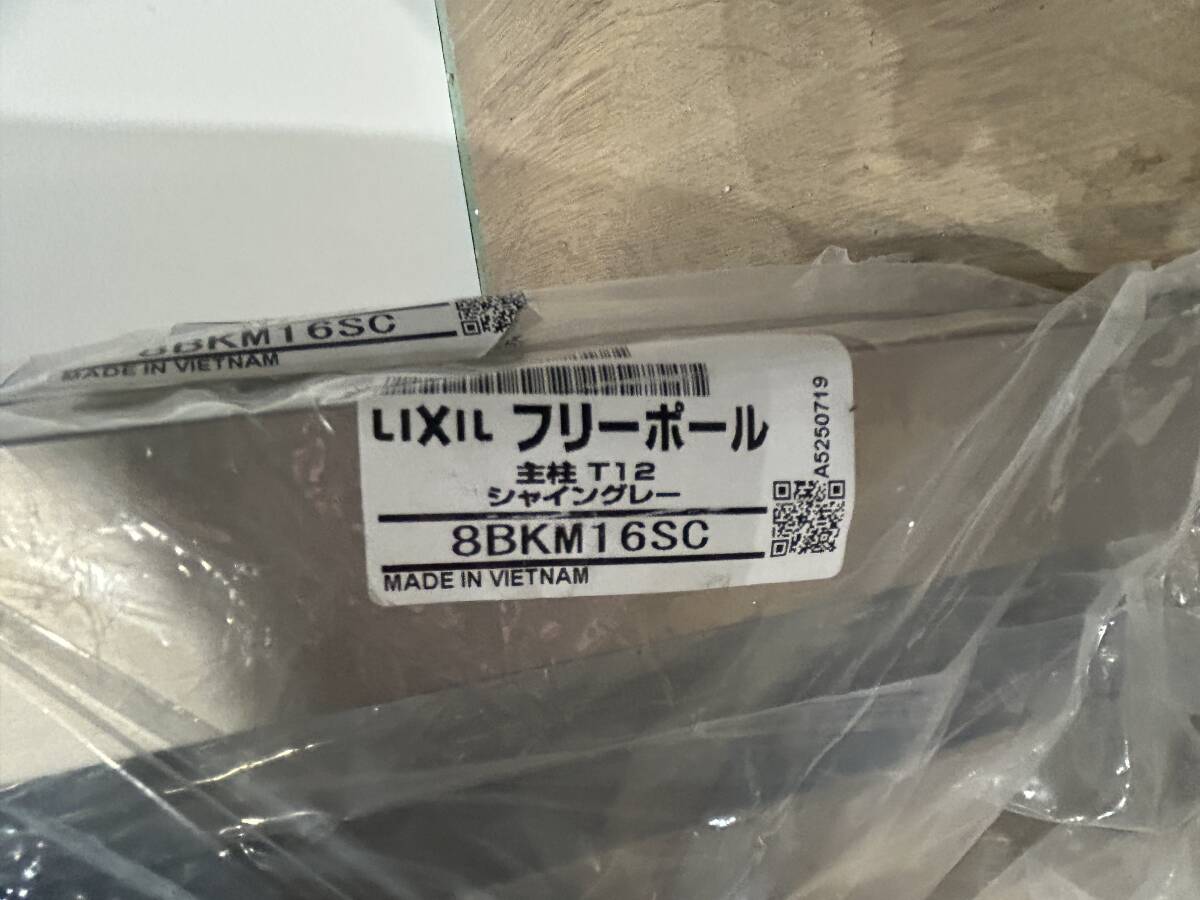 8BKM16SC
MADE IN VIETNAM
LIXIL フリーポール
主柱 T12
シャイングレー
8BKM16SC
MADE IN VIETNAM
A5250719